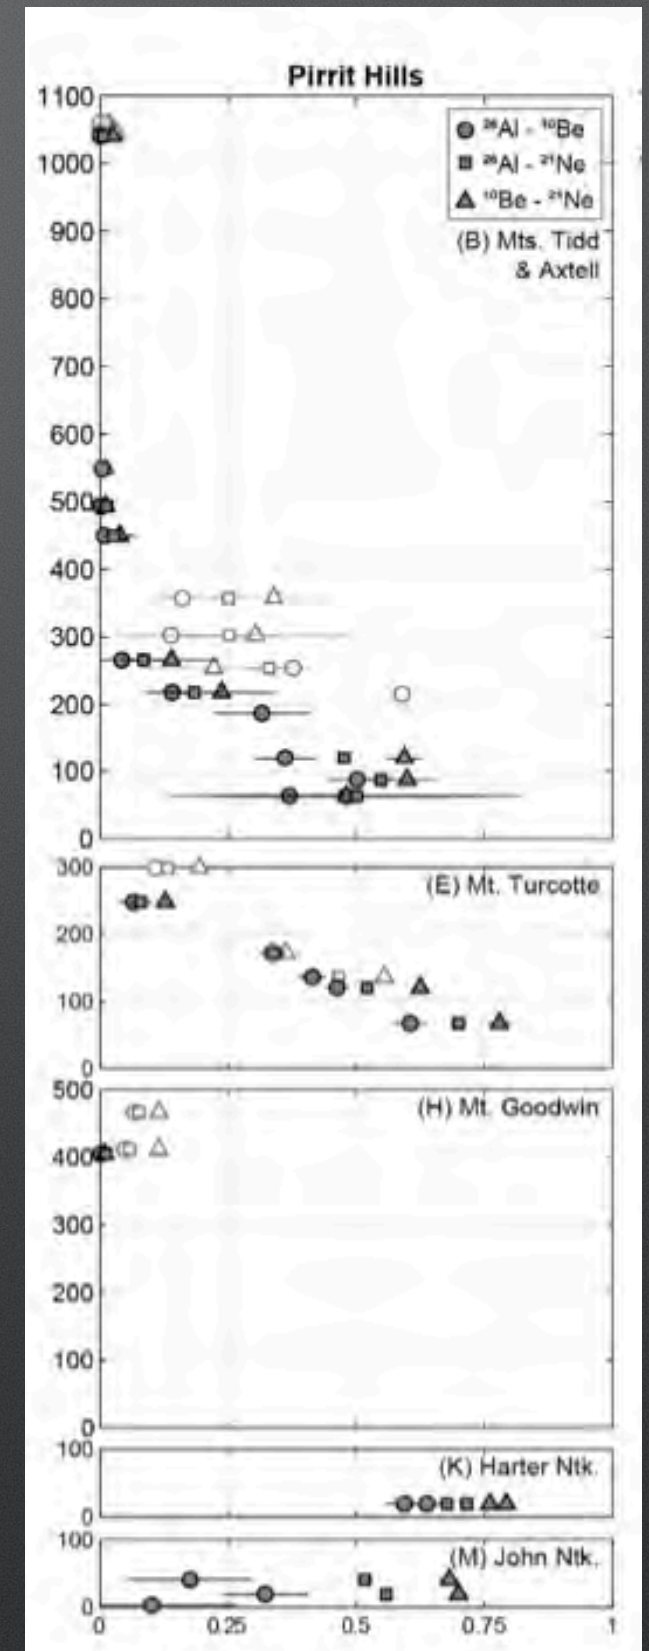 Pirrit Hills
1100
1000
900
800
700
600
500
400
300
200
100
0
²⁶Al - ¹⁰Be
²⁶Al - ²¹Ne
¹⁰Be - ²¹Ne
(B) Mts. Tidd
& Axtell
300
200
100
0
(E) Mt. Turcotte
500
400
300
200
100
0
(H) Mt. Goodwin
100
0
(K) Harter Ntk.
100
0
(M) John Ntk.
0 0.25 0.5 0.75 1